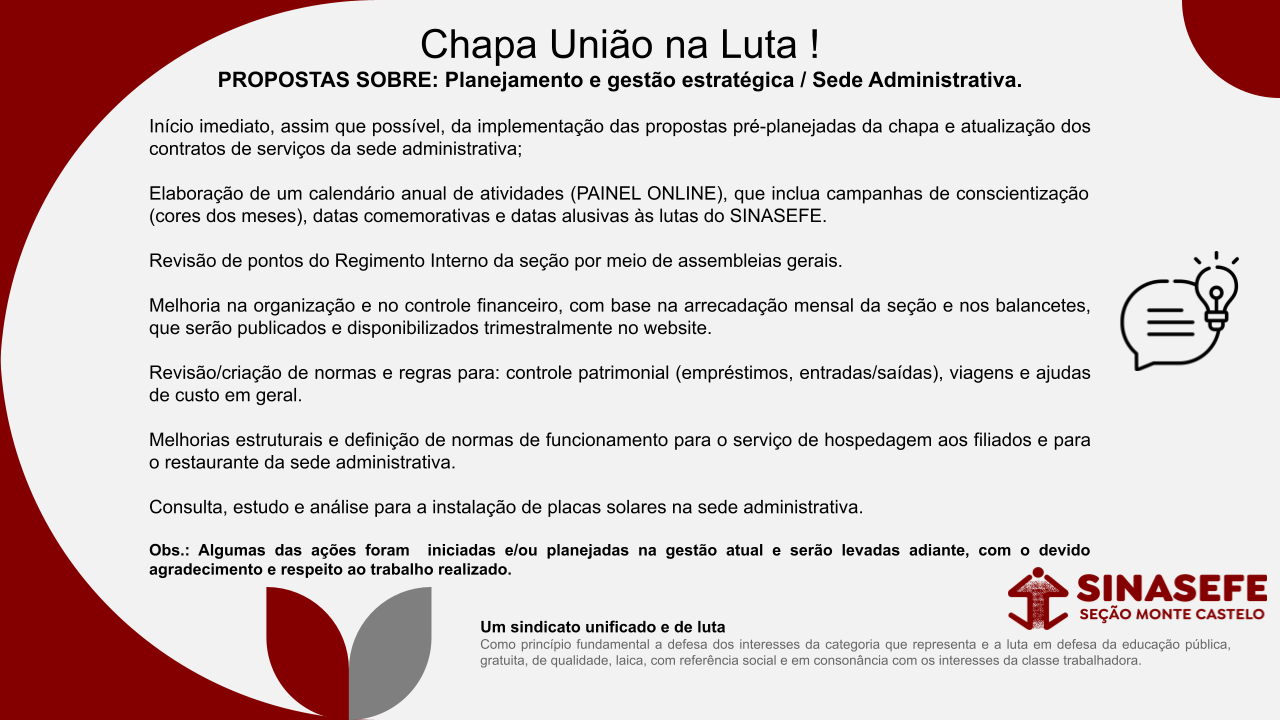 Chapa União na Luta !
PROPOSTAS SOBRE: Planejamento e gestão estratégica / Sede Administrativa.
Início imediato, assim que possível, da implementação das propostas pré-planejadas da chapa e atualização dos
contratos de serviços da sede administrativa;
Elaboração de um calendário anual de atividades (PAINEL ONLINE), que inclua campanhas de conscientização
(cores dos meses), datas comemorativas e datas alusivas às lutas do SINASEFE.
Revisão de pontos do Regimento Interno da seção por meio de assembleias gerais.
Melhoria na organização e no controle financeiro, com base na arrecadação mensal da seção e nos balancetes,
que serão publicados e disponibilizados trimestralmente no website.
Revisão/criação de normas e regras para: controle patrimonial (empréstimos, entradas/saídas), viagens e ajudas
de custo em geral.
Melhorias estruturais e definição de normas de funcionamento para o serviço de hospedagem aos filiados e para
o restaurante da sede administrativa.
Consulta, estudo e análise para a instalação de placas solares na sede administrativa.
Obs.: Algumas das ações foram  iniciadas e/ou planejadas na gestão atual e serão levadas adiante, com o devido
agradecimento e respeito ao trabalho realizado.
SINASEFE
SEÇÃO MONTE CASTELO
Um sindicato unificado e de luta
Como princípio fundamental a defesa dos interesses da categoria que representa e a luta em defesa da educação pública,
gratuita, de qualidade, laica, com referência social e em consonância com os interesses da classe trabalhadora.